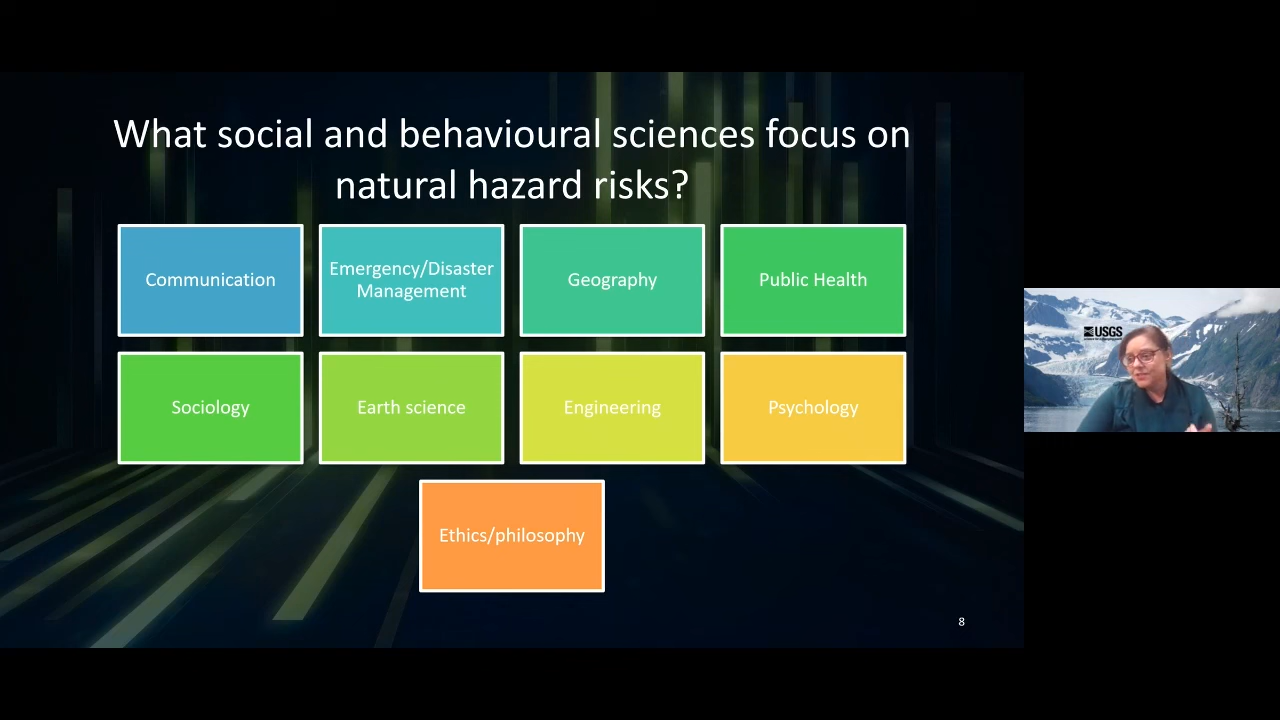 What social and behavioural sciences focus on
natural hazard risks?
Communication
Emergency/Disaster
Management
Geography
Public Health
Sociology
Earth science
Engineering
Psychology
Ethics/philosophy
8
USGS